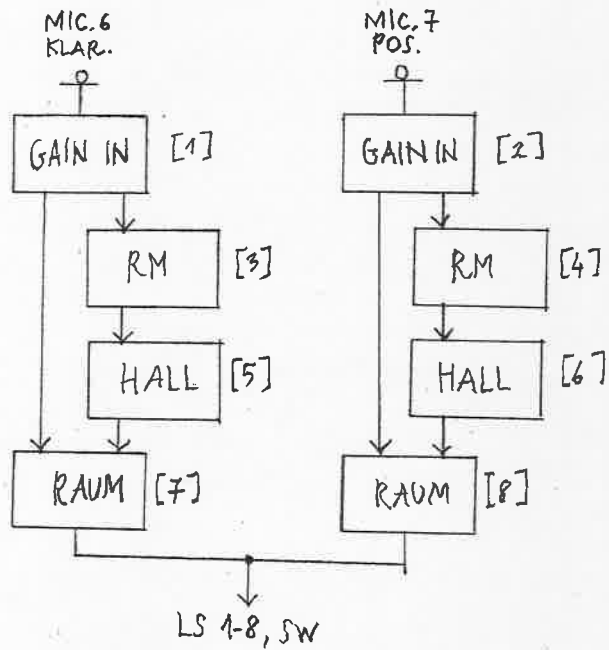 MIC. 6 MIC. 7
KLAR. POS.
GAIN IN [1] GAIN IN [2]
RM [3] RM [4]
HALL [5] HALL [6]
RAUM [7] RAUM [8]
LS 1-8, SW